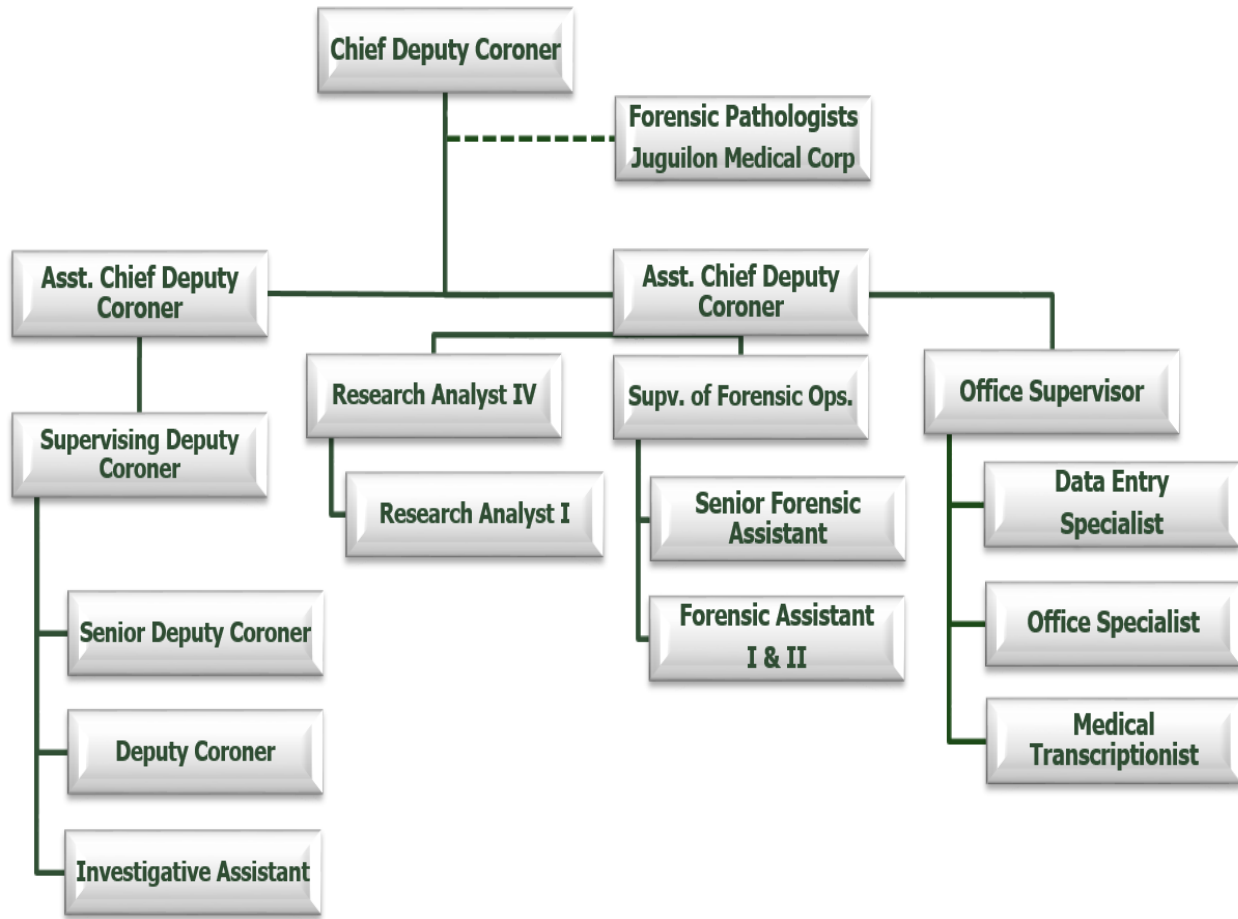 Chief Deputy Coroner
Forensic Pathologists
Juguilon Medical Corp
Asst. Chief Deputy
Coroner
Asst. Chief Deputy
Coroner
Research Analyst IV
Supv. of Forensic Ops.
Office Supervisor
Supervising Deputy
Coroner
Research Analyst I
Senior Forensic
Assistant
Data Entry
Specialist
Senior Deputy Coroner
Forensic Assistant
I & II
Office Specialist
Deputy Coroner
Medical
Transcriptionist
Investigative Assistant